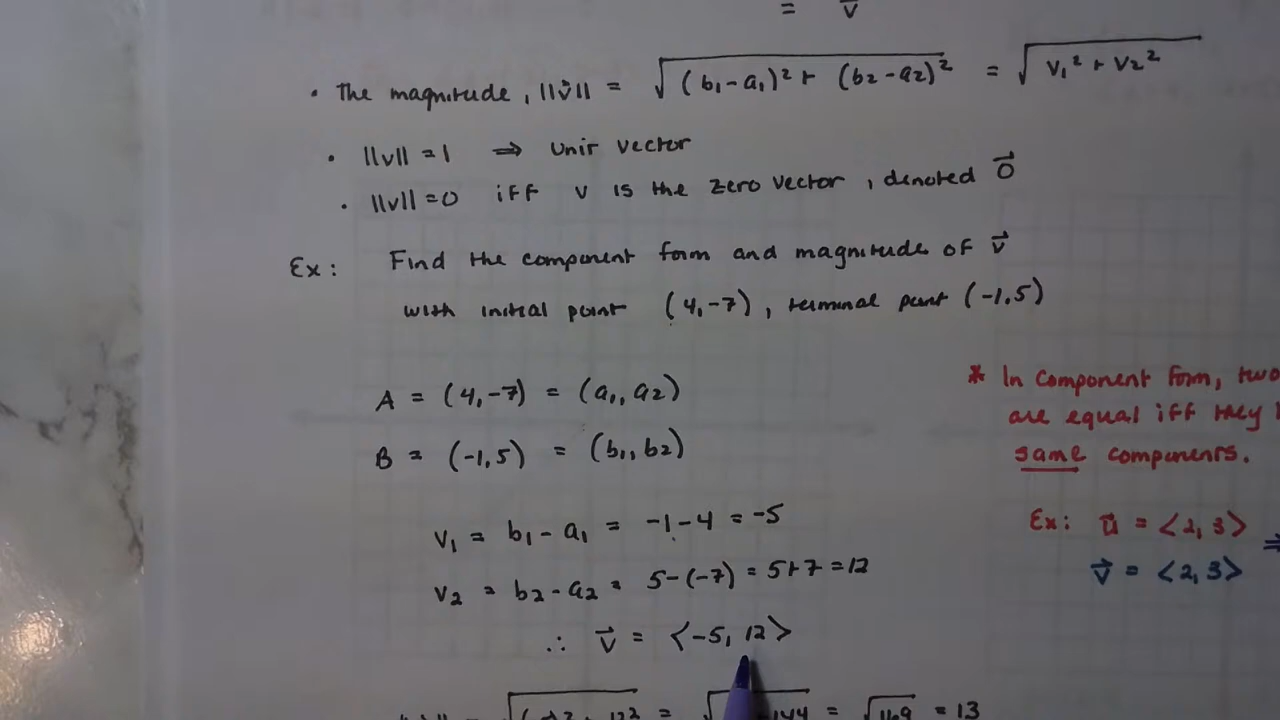 = v⃗
• The magnitude, ||v⃗|| = √((b₁-a₁)² + (b₂-a₂)²) = √(v₁² + v₂²)
• ||v|| = 1 ⇒ unit vector
• ||v|| = 0 iff v is the zero vector, denoted 0⃗
Ex: Find the component form and magnitude of v⃗
with initial point (4,-7), terminal point (-1,5)
A = (4,-7) = (a₁, a₂)
B = (-1,5) = (b₁, b₂)
v₁ = b₁ - a₁ = -1-4 = -5
v₂ = b₂ - a₂ = 5-(-7) = 5+7 = 12
∴ v⃗ = <-5, 12>
= √ 144 = √169 = 13
* In component form, two
are equal iff they
same components.
Ex: u⃗ = <2, 3>
v⃗ = <2, 3>